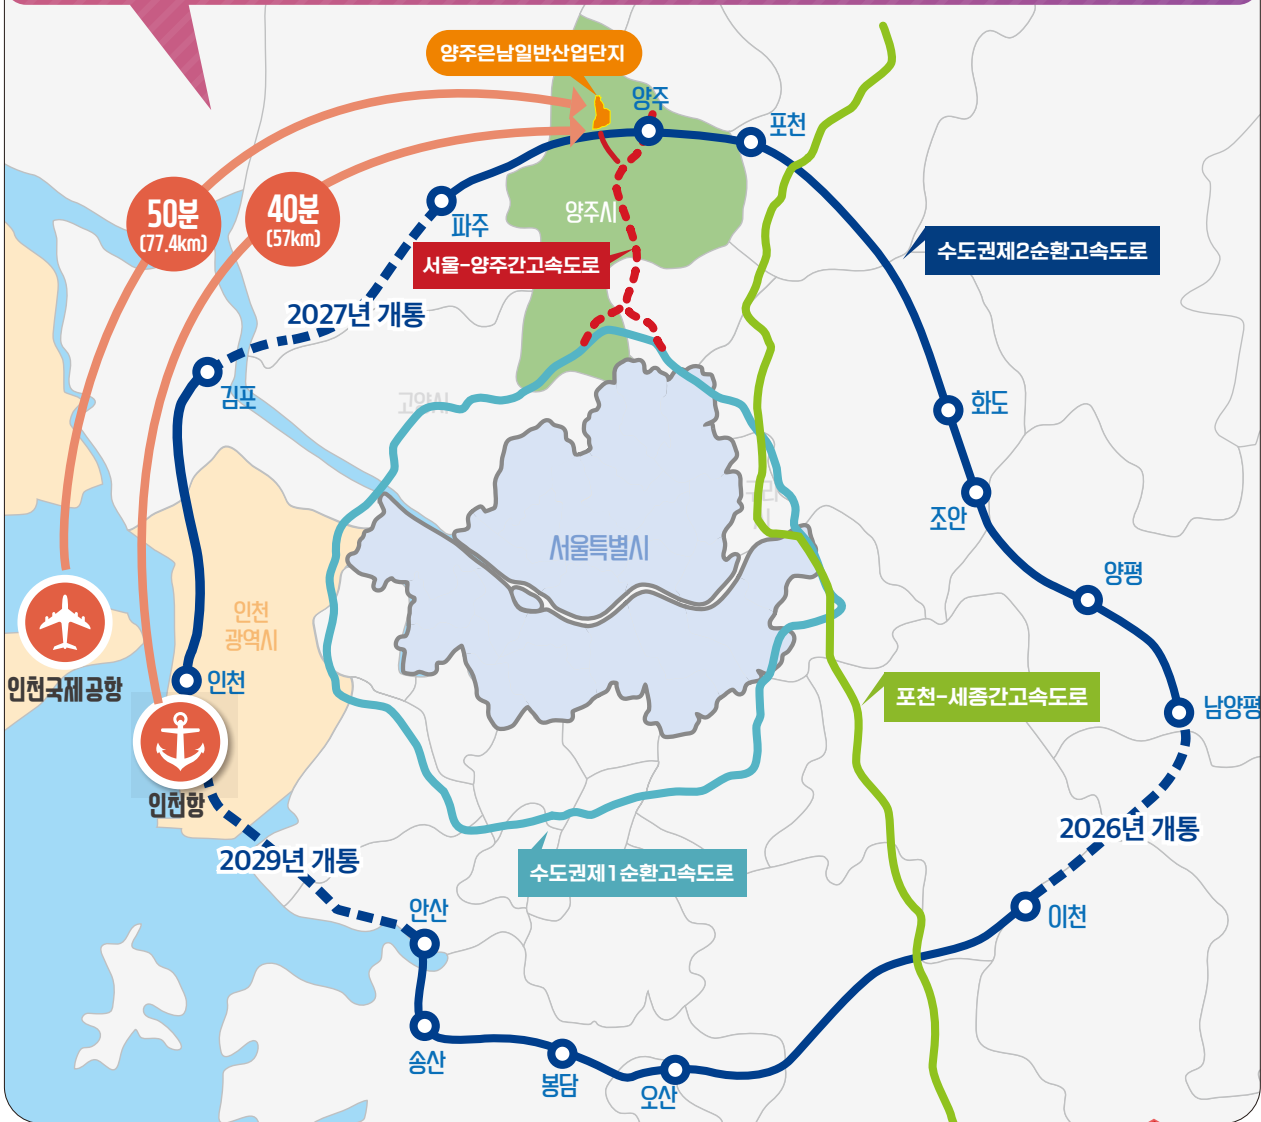 양주은남일반산업단지
양주
포천
50분
(77.4km)
40분
(57km)
파주
양주시
서울-양주간고속도로
수도권제2순환고속도로
2027년 개통
김포
고양시
화도
구리시
조안
서울특별시
양평
인천
광역시
인천국제공항
인천
포천-세종간고속도로
남양평
인천항
2026년 개통
2029년 개통
수도권제1순환고속도로
안산
이천
송산
봉담
오산